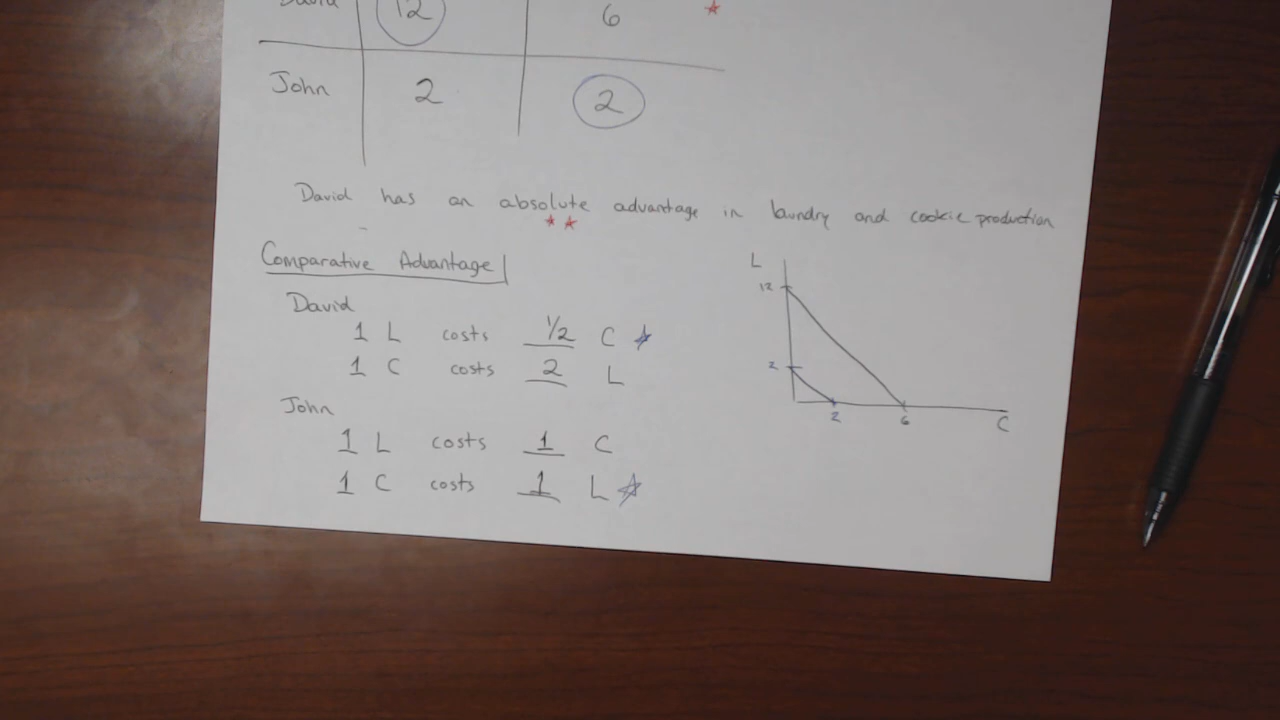 David 12 6
John 2 2
David has an absolute advantage in laundry and cookie production
Comparative Advantage
David
1 L costs 1/2 C
1 C costs 2 L
John
1 L costs 1 C
1 C costs 1 L
L
12
2
2 6 C